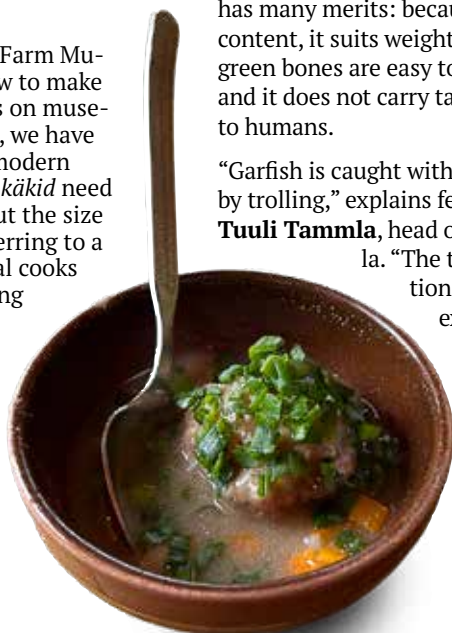 Farm Mu-
w to make
s on muse-
, we have
modern
käkid need
ut the size
erring to a
al cooks
ng
has many merits: becau
content, it suits weight
green bones are easy to
and it does not carry ta
to humans.
“Garfish is caught with
by trolling,” explains fe
Tuuli Tammla, head o
la. “The t
tion
ex